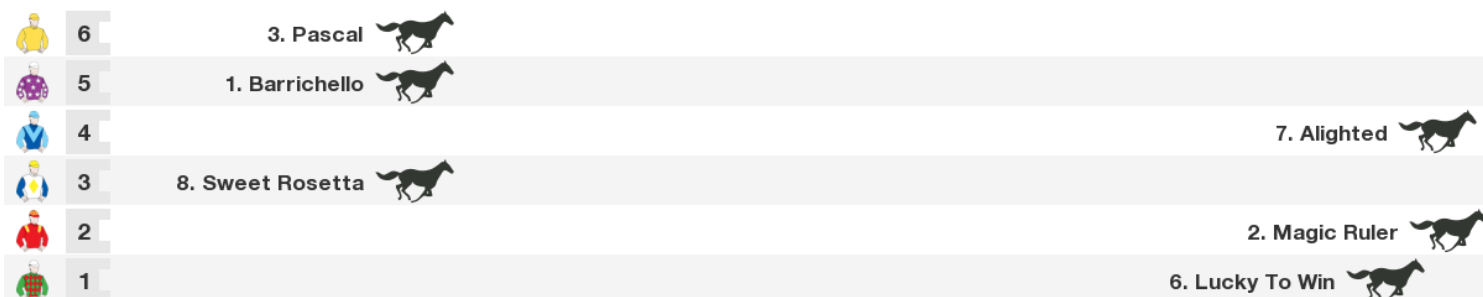 6 3. Pascal
5 1. Barrichello
4 7. Alighted
3 8. Sweet Rosetta
2 2. Magic Ruler
1 6. Lucky To Win